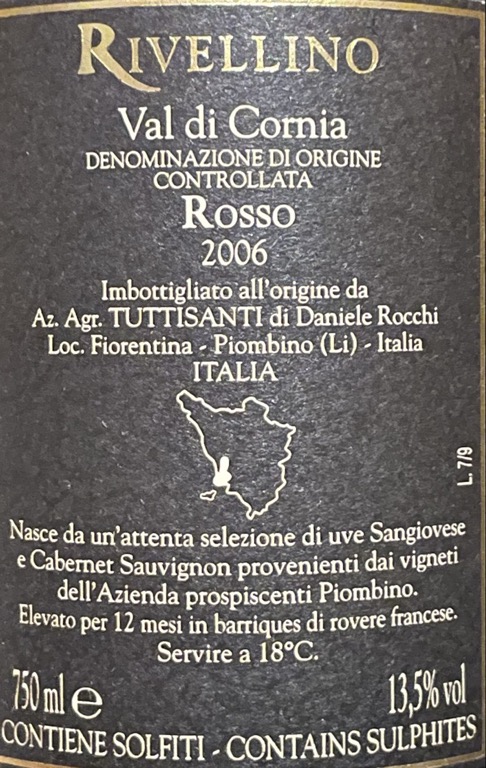 RIVELLINO
Val di Cornia
DENOMINAZIONE DI ORIGINE
CONTROLLATA
Rosso
2006
Imbottigliato all'origine da
Az. Agr. TUTTISANTI di Daniele Rocchi
Loc. Fiorentina - Piombino (Li) - Italia
ITALIA
L. 7/9
Nasce da un'attenta selezione di uve Sangiovese
e Cabernet Sauvignon provenienti dai vigneti
dell'Azienda prospiscenti Piombino.
Elevato per 12 mesi in barriques di rovere francese.
Servire a 18°C.
750 ml e 13,5% vol
CONTIENE SOLFITI - CONTAINS SULPHITES